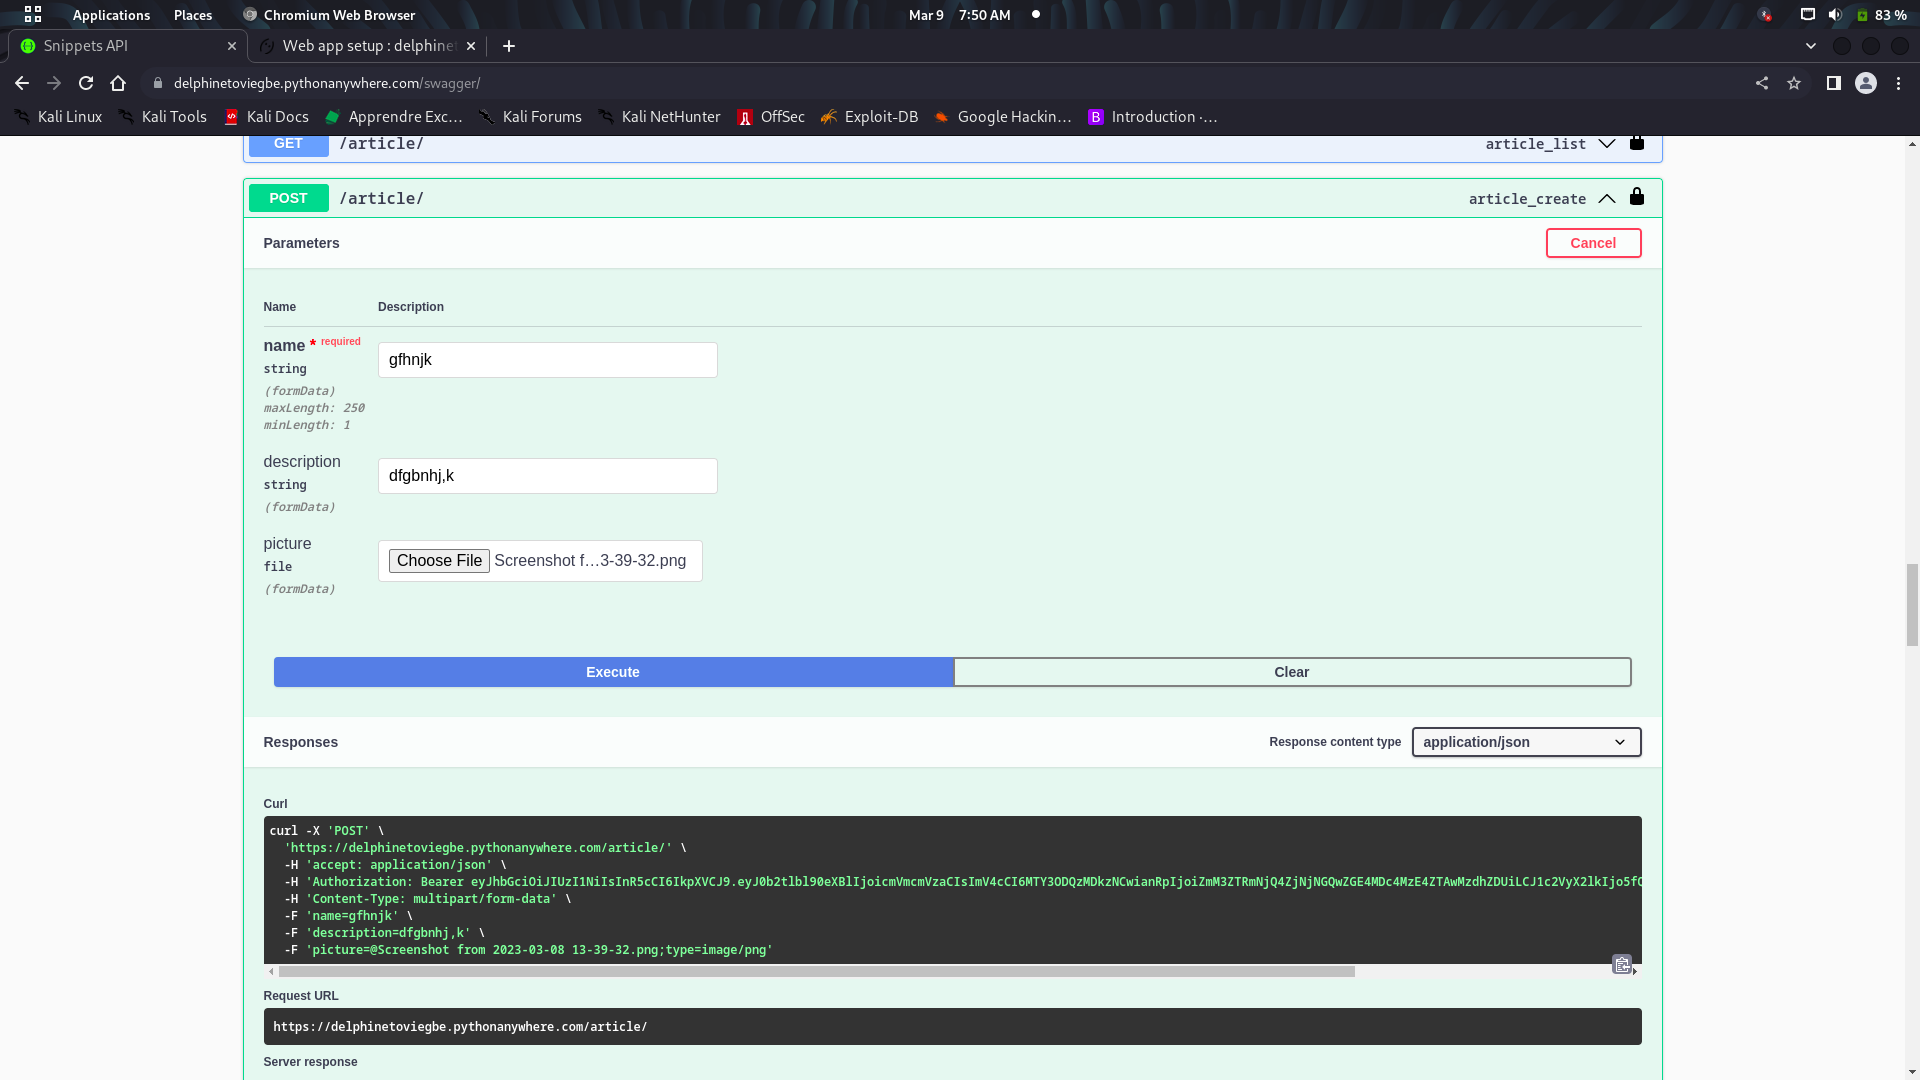 Applications Places Chromium Web Browser Mar 9 7:50 AM 83 %
Snippets API Web app setup : delphinet
delphinetoviegbe.pythonanywhere.com/swagger/
Kali Linux Kali Tools Kali Docs Apprendre Exc… Kali Forums Kali NetHunter OffSec Exploit-DB Google Hackin… Introduction ·…
GET /article/ article_list
POST /article/ article_create
Parameters Cancel
Name Description
name * required gfhnjk
string
(formData)
maxLength: 250
minLength: 1
description dfgbnhj,k
string
(formData)
picture Choose File Screenshot f…3-39-32.png
file
(formData)
Execute Clear
Responses Response content type application/json
Curl
curl -X 'POST' \
'https://delphinetoviegbe.pythonanywhere.com/article/' \
-H 'accept: application/json' \
-H 'Authorization: Bearer
-H 'Content-Type: multipart/form-data' \
-F 'name=gfhnjk' \
-F 'description=dfgbnhj,k' \
-F 'picture=@Screenshot from 2023-03-08 13-39-32.png;type=image/png'
Request URL
https://delphinetoviegbe.pythonanywhere.com/article/
Server response